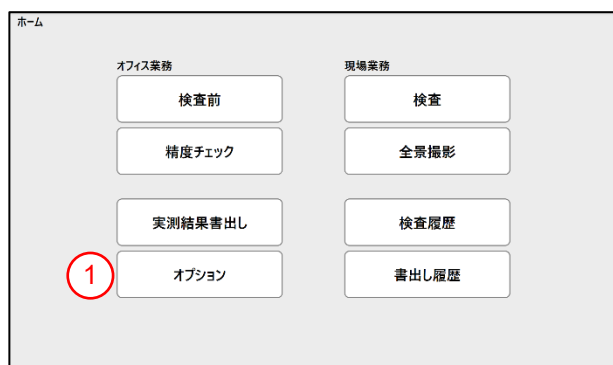 ホーム
オフィス業務
検査前
精度チェック
実測結果書出し
1
オプション
現場業務
検査
全景撮影
検査履歴
書出し履歴